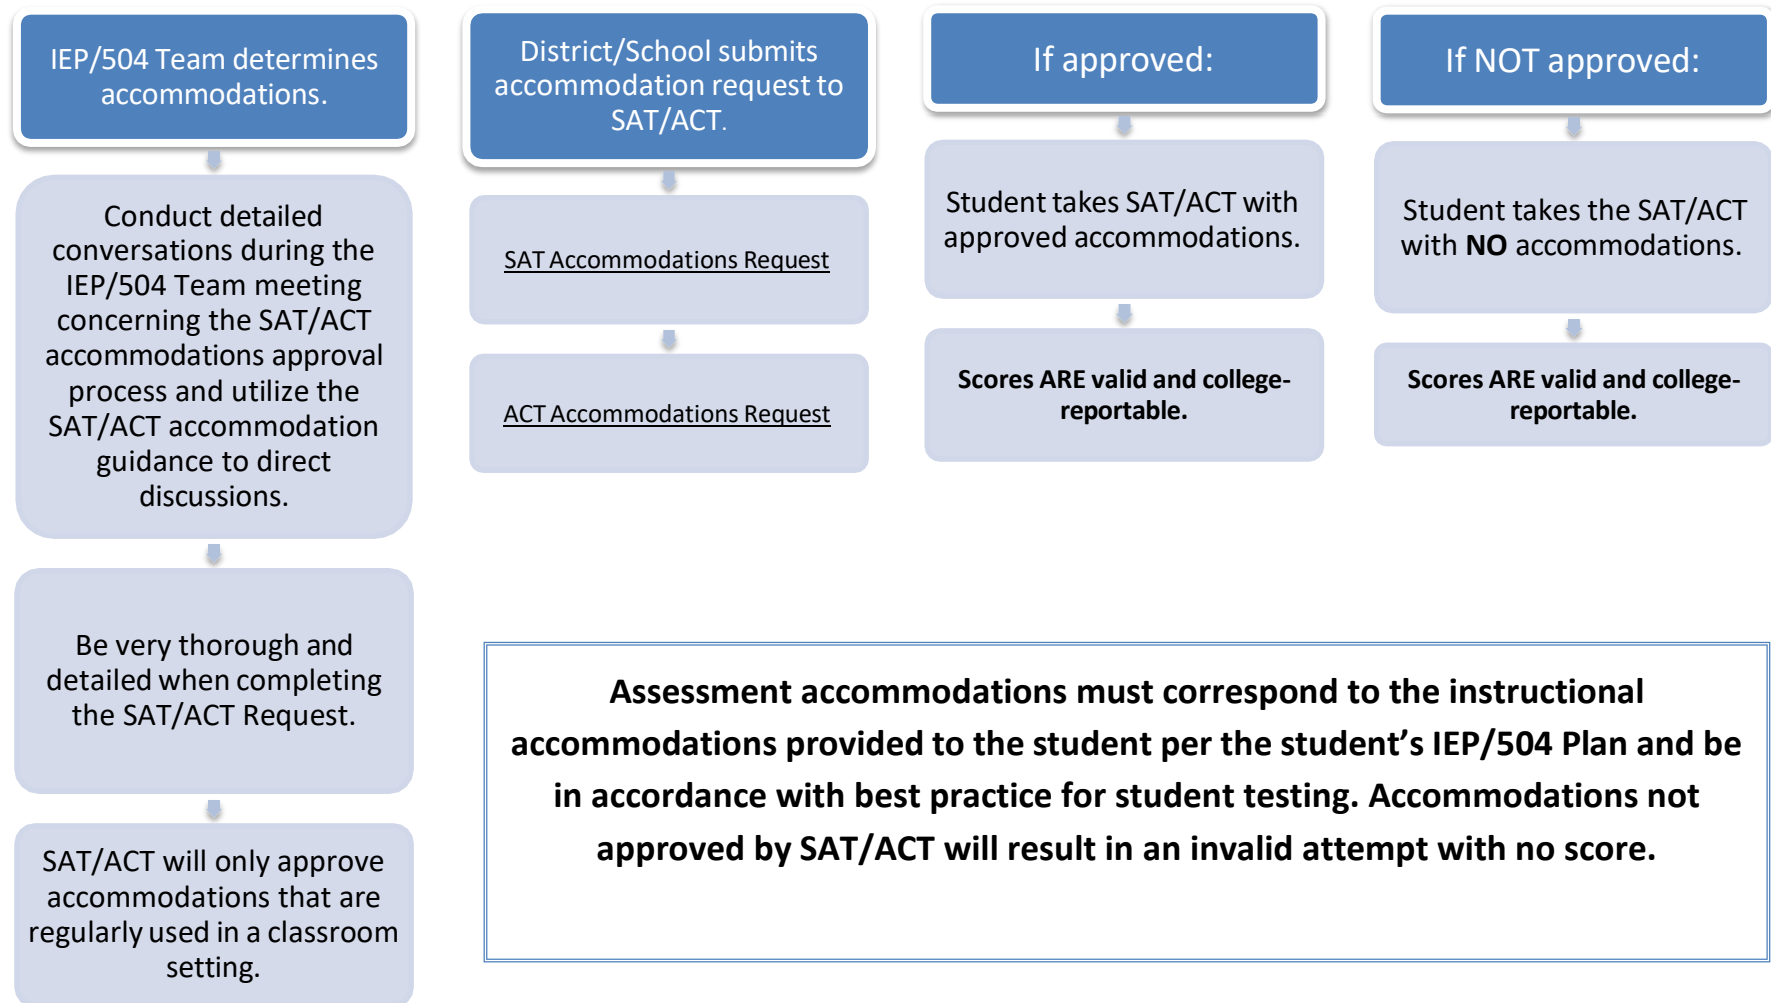 IEP/504 Team determines
accommodations.
Conduct detailed
conversations during the
IEP/504 Team meeting
concerning the SAT/ACT
accommodations approval
process and utilize the
SAT/ACT accommodation
guidance to direct
discussions.
Be very thorough and
detailed when completing
the SAT/ACT Request.
SAT/ACT will only approve
accommodations that are
regularly used in a classroom
setting.
District/School submits
accommodation request to
SAT/ACT.
SAT Accommodations Request
ACT Accommodations Request
If approved:
Student takes SAT/ACT with
approved accommodations.
Scores ARE valid and college-
reportable.
If NOT approved:
Student takes the SAT/ACT
with NO accommodations.
Scores ARE valid and college-
reportable.
Assessment accommodations must correspond to the instructional
accommodations provided to the student per the student’s IEP/504 Plan and be
in accordance with best practice for student testing. Accommodations not
approved by SAT/ACT will result in an invalid attempt with no score.